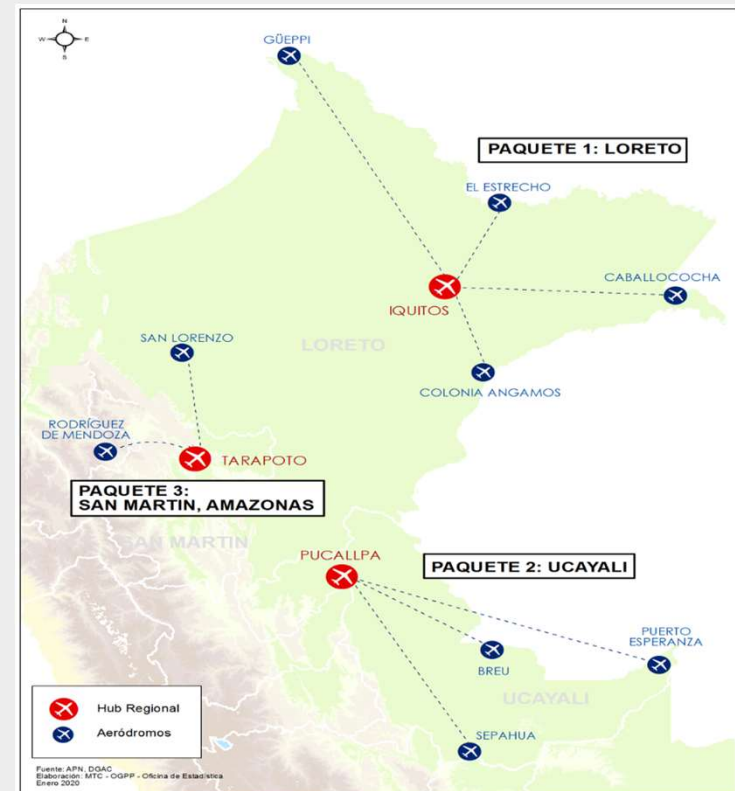 N
W
E
S
GÜEPPI
PAQUETE 1: LORETO
EL ESTRECHO
CABALLOCOCHA
IQUITOS
SAN LORENZO
LORETO
COLONIA ANGAMOS
RODRÍGUEZ
DE MENDOZA
TARAPOTO
PAQUETE 3:
SAN MARTIN, AMAZONAS
SAN MARTIN
PUCALLPA
PAQUETE 2: UCAYALI
PUERTO
ESPERANZA
BREU
UCAYALI
SEPAHUA
Hub Regional
Aeródromos
Fuente: APN, DGAC
Elaboración: MTC - OGPP - Oficina de Estadística
Enero 2020